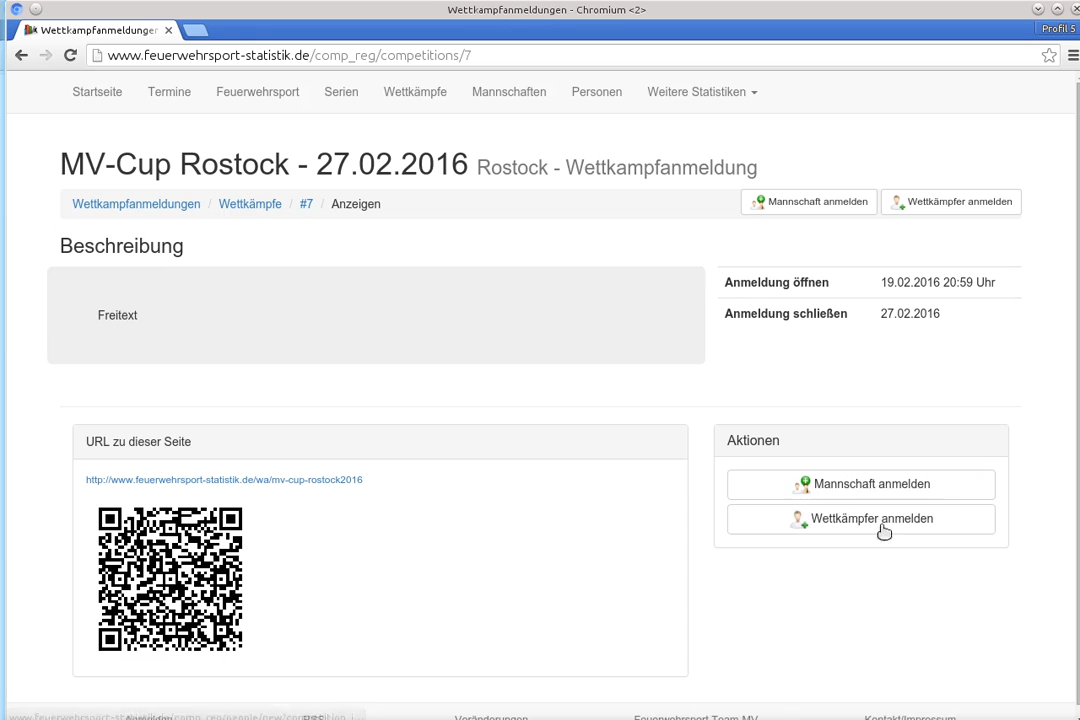 Wettkampfanmeldungen - Chromium <2>
Wettkampfanmeldungen
Profil 5
www.feuerwehrsport-statistik.de/comp_reg/competitions/7
Startseite Termine Feuerwehrsport Serien Wettkämpfe Mannschaften Personen Weitere Statistiken
MV-Cup Rostock - 27.02.2016 Rostock - Wettkampfanmeldung
Wettkampfanmeldungen / Wettkämpfe / #7 / Anzeigen
Mannschaft anmelden Wettkämpfer anmelden
Beschreibung
Freitext
Anmeldung öffnen 19.02.2016 20:59 Uhr
Anmeldung schließen 27.02.2016
URL zu dieser Seite
http://www.feuerwehrsport-statistik.de/wa/mv-cup-rostock2016
Aktionen
Mannschaft anmelden
Wettkämpfer anmelden
Veränderungen Feuerwehrsport Team MV Kontakt/Impressum